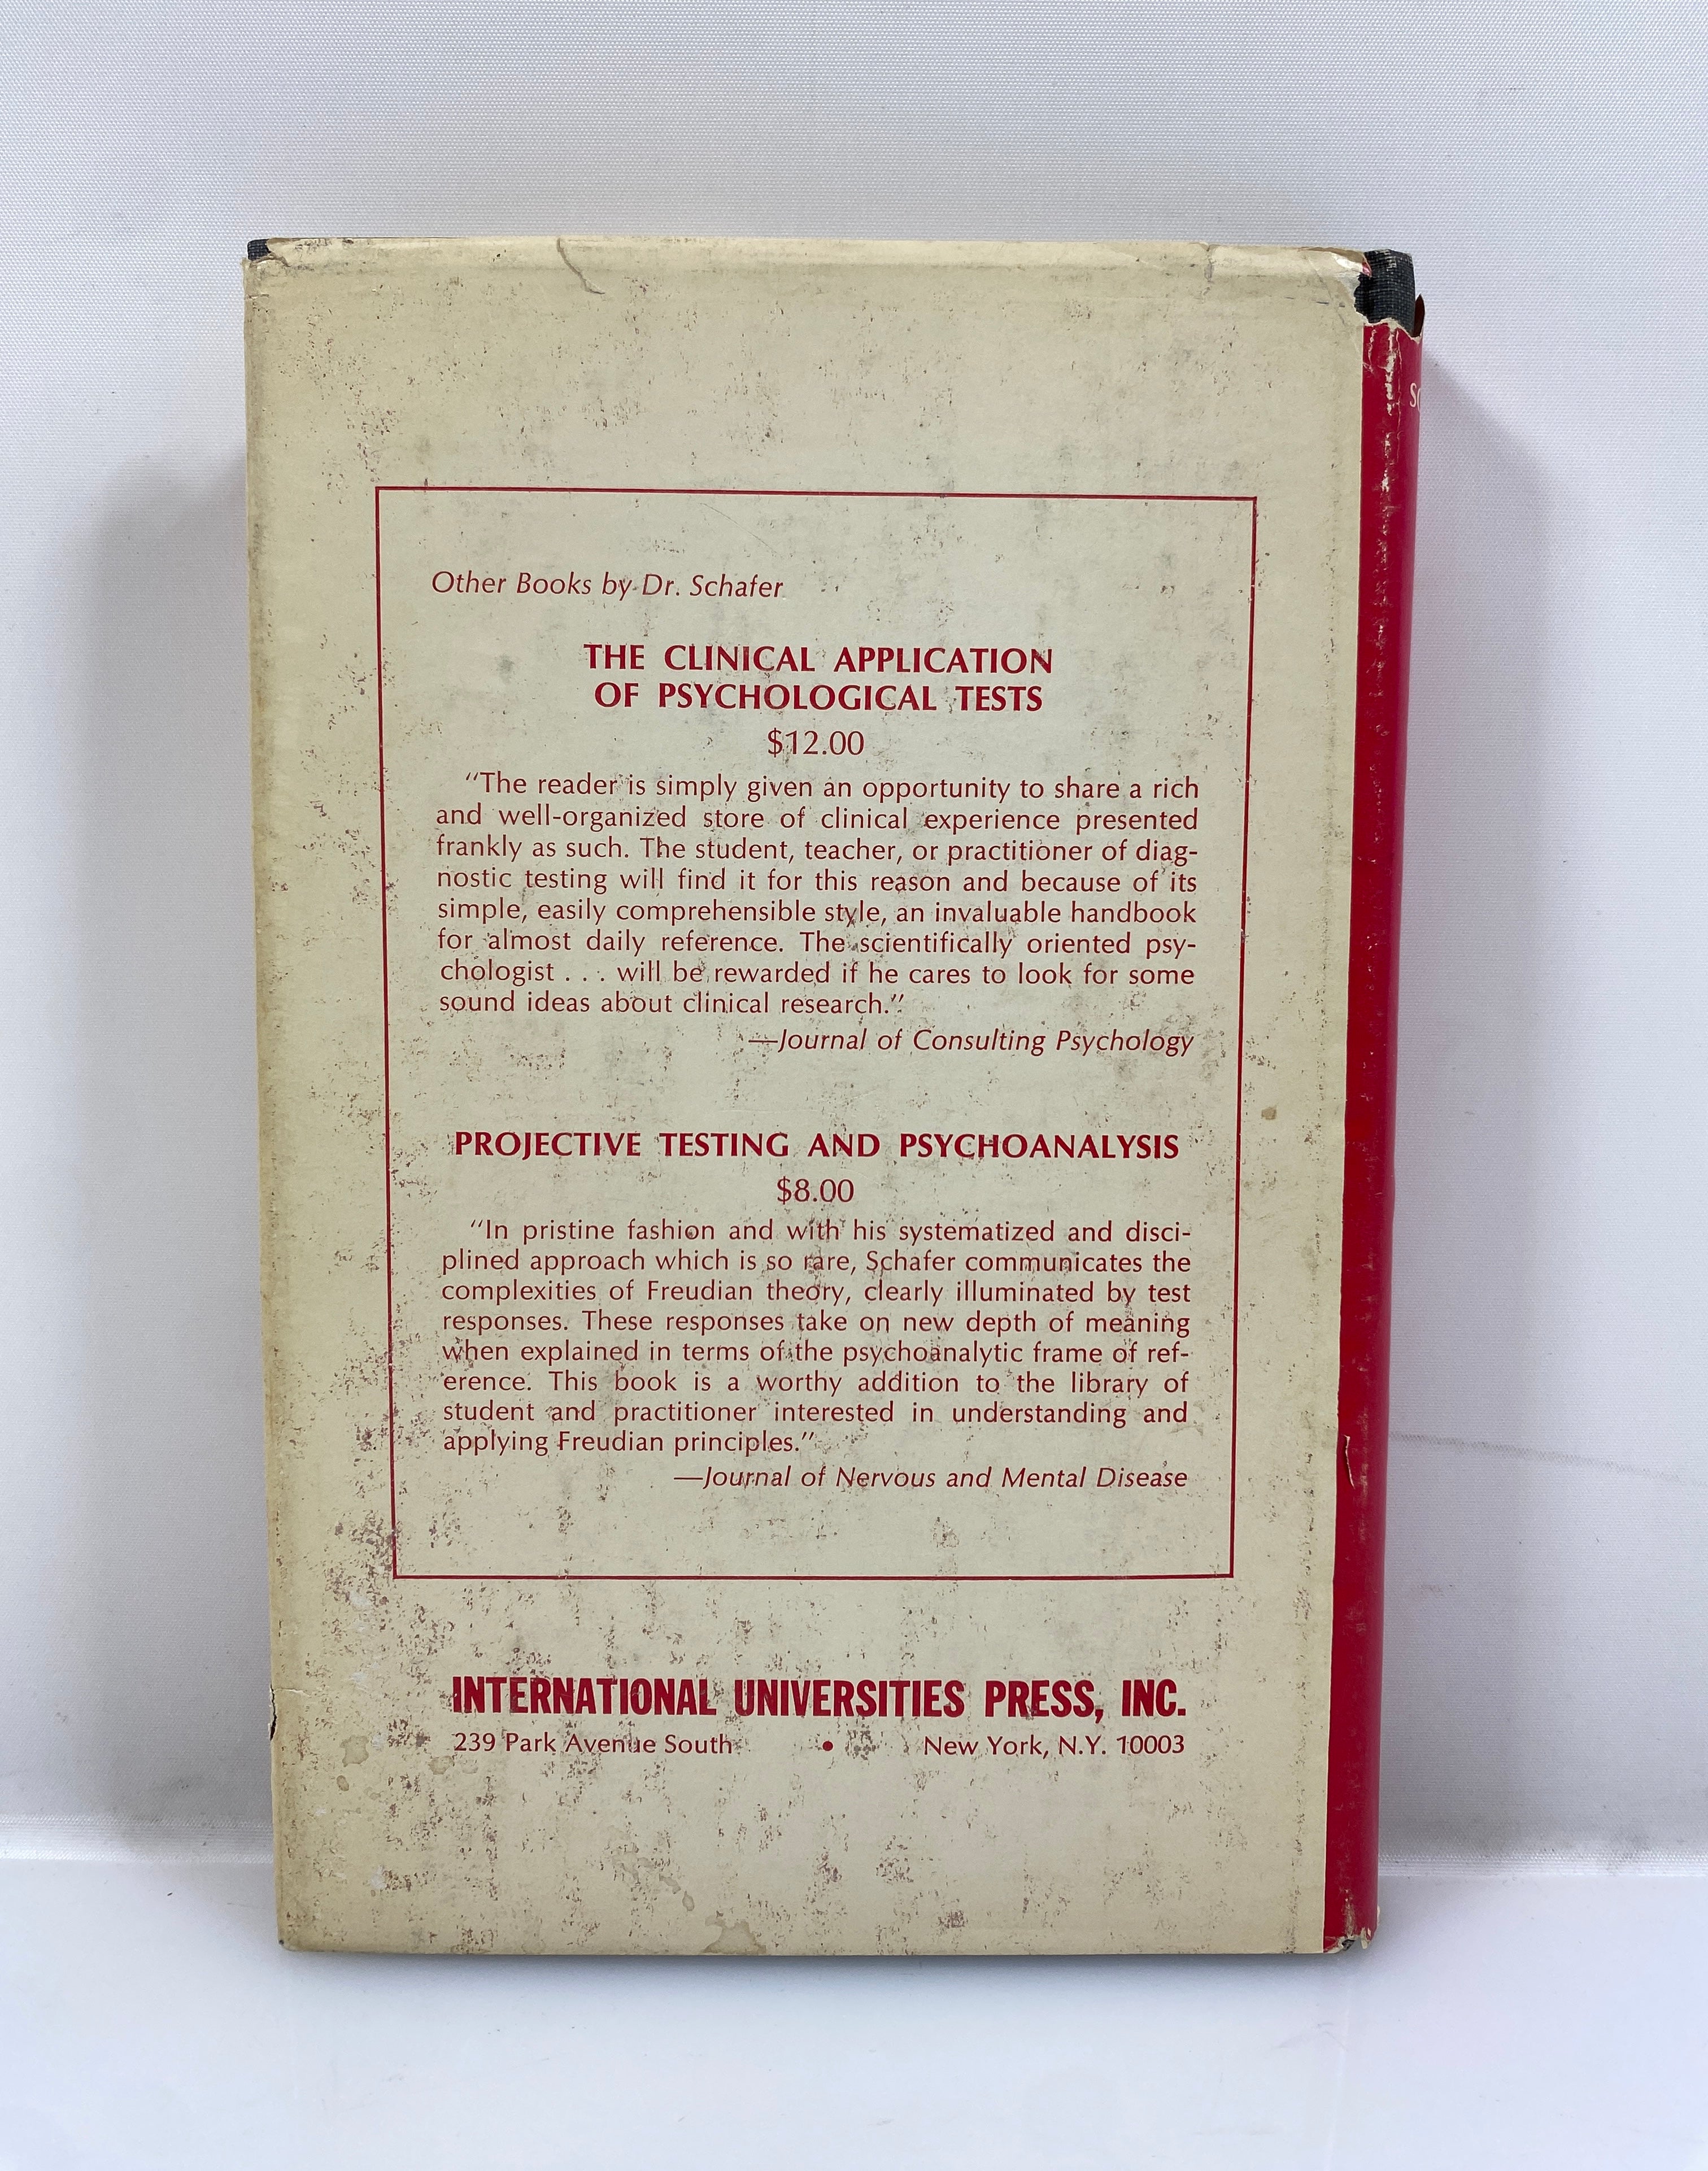 Other Books by Dr. Schafer
THE CLINICAL APPLICATION
OF PSYCHOLOGICAL TESTS
$12.00
“The reader is simply given an opportunity to share a rich
and well-organized store of clinical experience presented
frankly as such. The student, teacher, or practitioner of diag-
nostic testing will find it for this reason and because of its
simple, easily comprehensible style, an invaluable handbook
for almost daily reference. The scientifically oriented psy-
chologist . . . will be rewarded if he cares to look for some
sound ideas about clinical research.”
—Journal of Consulting Psychology
PROJECTIVE TESTING AND PSYCHOANALYSIS
$8.00
“In pristine fashion and with his systematized and disci-
plined approach which is so rare, Schafer communicates the
complexities of Freudian theory, clearly illuminated by test
responses. These responses take on new depth of meaning
when explained in terms of the psychoanalytic frame of ref-
erence. This book is a worthy addition to the library of
student and practitioner interested in understanding and
applying Freudian principles.”
—Journal of Nervous and Mental Disease
INTERNATIONAL UNIVERSITIES PRESS, INC.
239 Park Avenue South • New York, N.Y. 10003